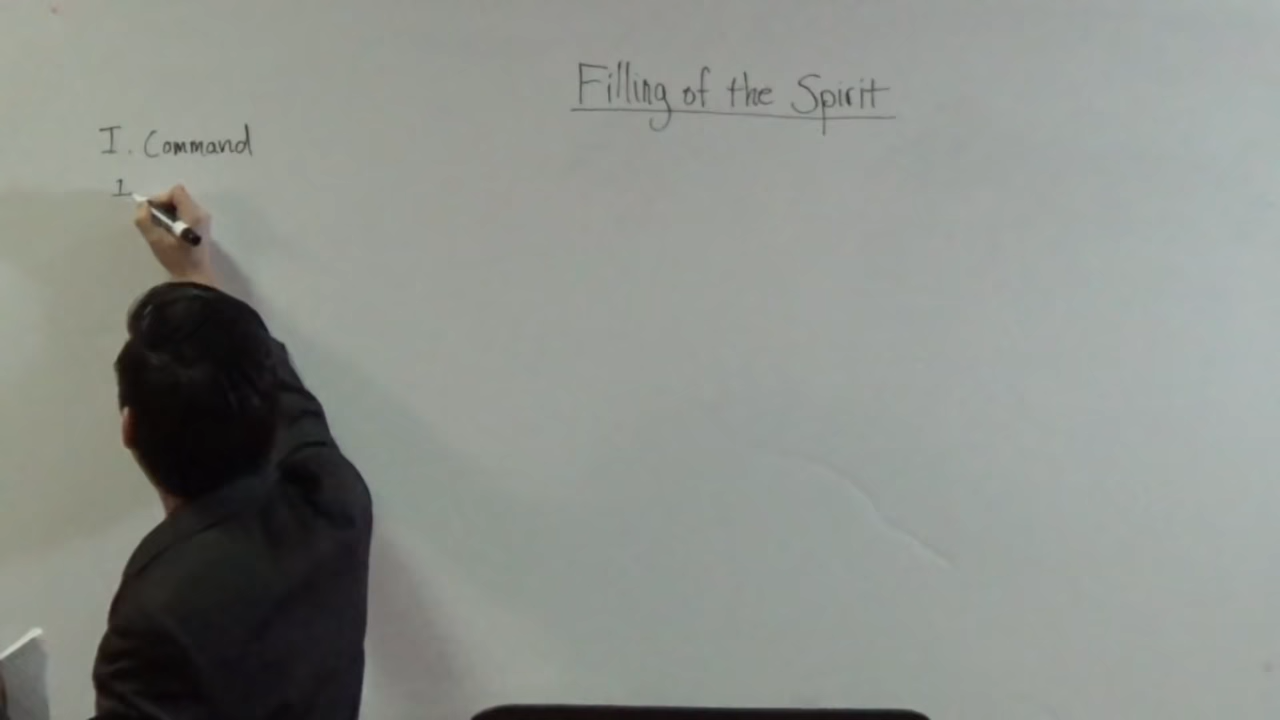 Filling of the Spirit
I. Command
1